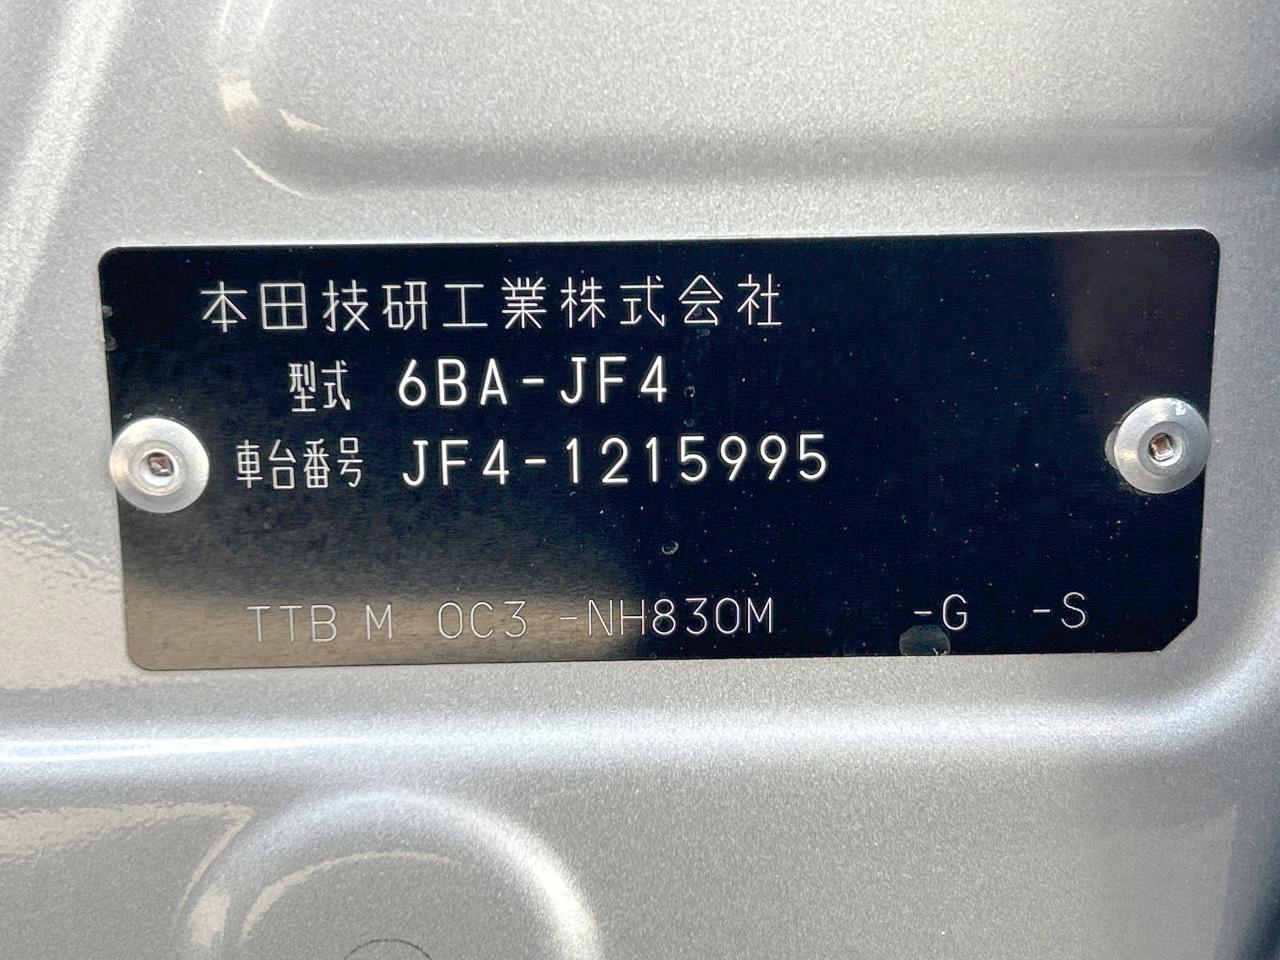 本田技研工業株式会社
型式 6BA-JF4
車台番号 JF4-1215995
TTB M 0C3 -NH830M -G -S